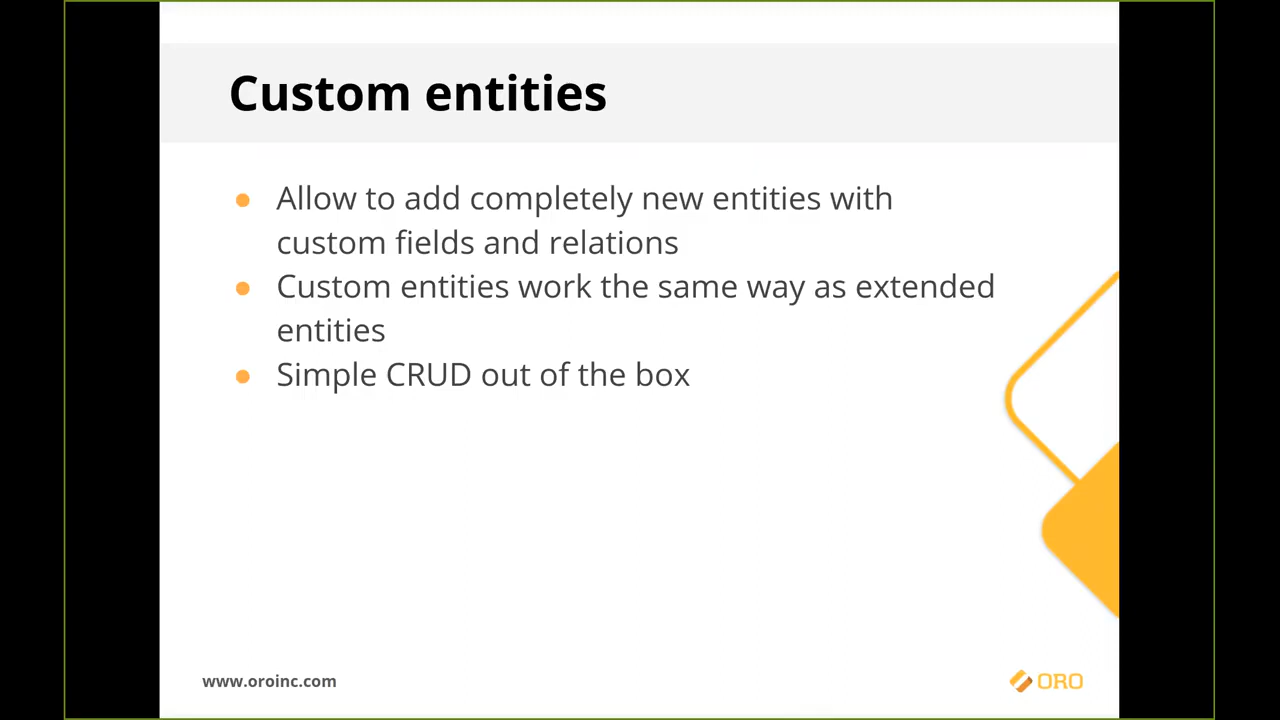 Custom entities
Allow to add completely new entities with
custom fields and relations
Custom entities work the same way as extended
entities
Simple CRUD out of the box
www.oroinc.com
ORO